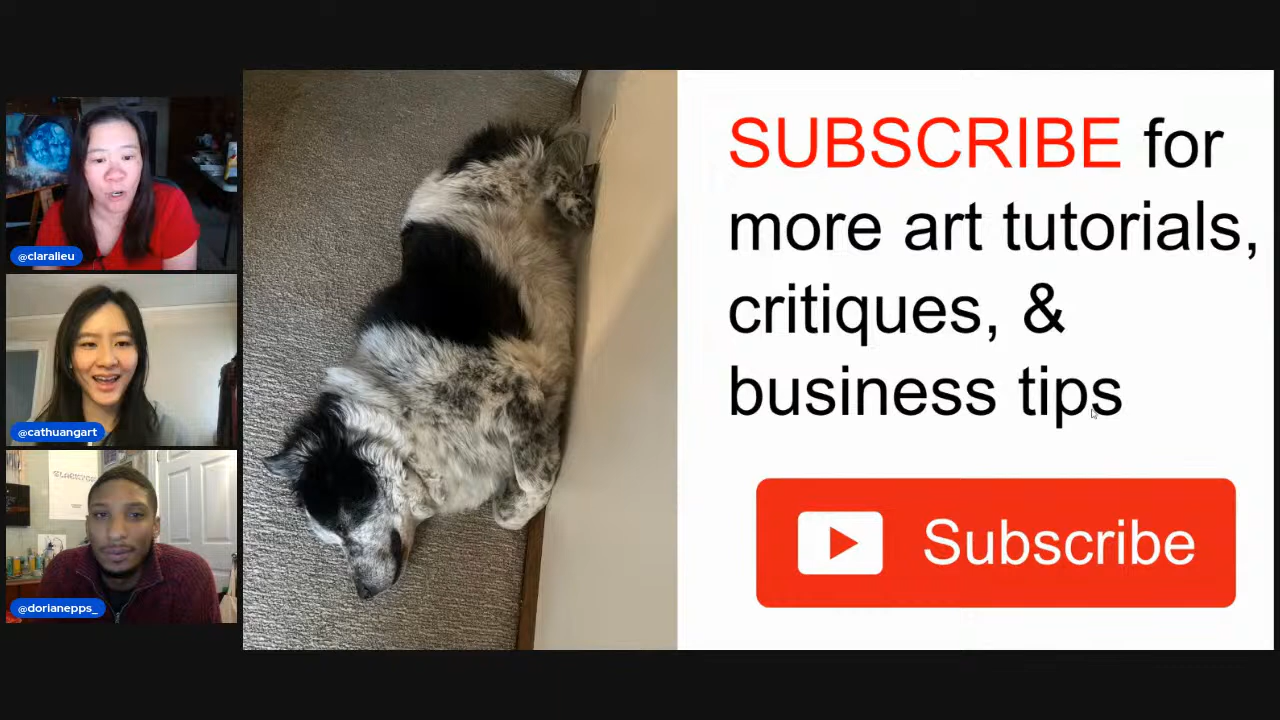 @claralieu
@cathuangart
@dorianepps_
SUBSCRIBE for
more art tutorials,
critiques, &
business tips
Subscribe